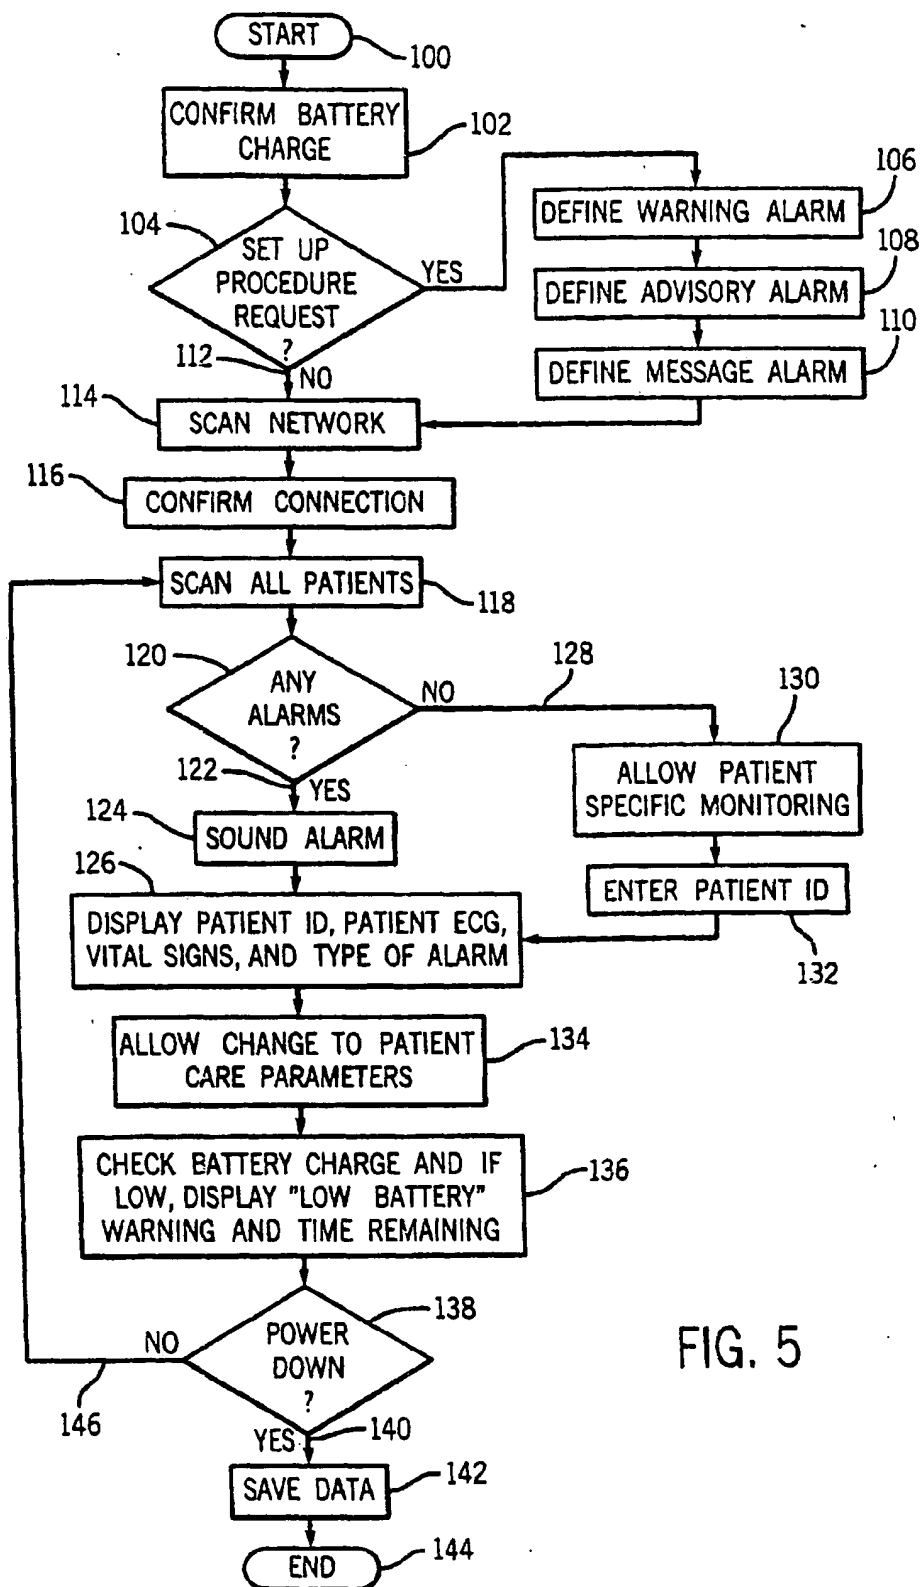 START
100
CONFIRM BATTERY
CHARGE
102
104
SET UP
PROCEDURE
REQUEST
?
YES
106
DEFINE WARNING ALARM
108
DEFINE ADVISORY ALARM
110
DEFINE MESSAGE ALARM
112
NO
114
SCAN NETWORK
116
CONFIRM CONNECTION
SCAN ALL PATIENTS
118
120
ANY
ALARMS
?
NO
128
130
ALLOW PATIENT
SPECIFIC MONITORING
122
YES
124
SOUND ALARM
ENTER PATIENT ID
132
126
DISPLAY PATIENT ID, PATIENT ECG,
VITAL SIGNS, AND TYPE OF ALARM
ALLOW CHANGE TO PATIENT
CARE PARAMETERS
134
CHECK BATTERY CHARGE AND IF
LOW, DISPLAY "LOW BATTERY"
WARNING AND TIME REMAINING
136
138
POWER
DOWN
?
NO
146
YES
140
SAVE DATA
142
END
144
FIG. 5